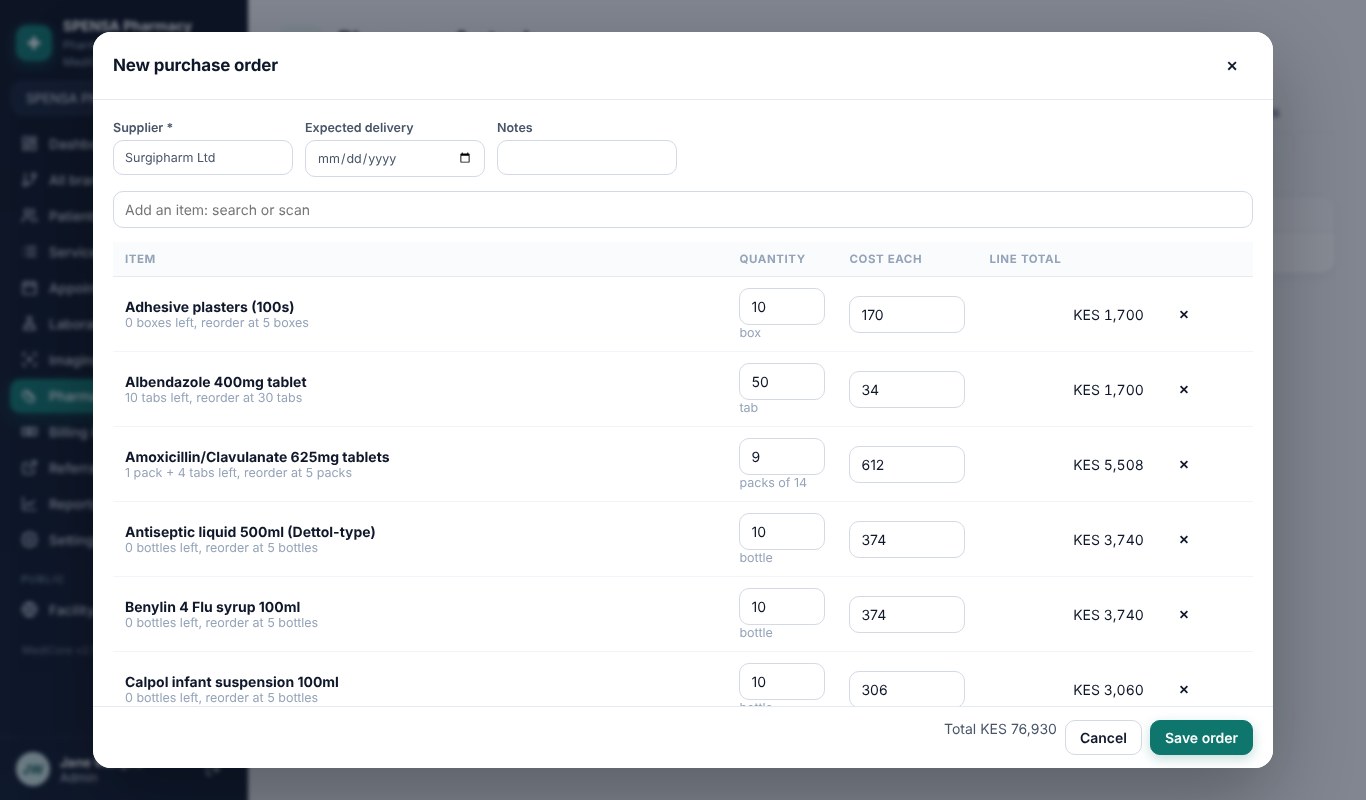 SPENSA Pharmacy
New purchase order
×
Supplier *
Expected delivery
Notes
Surgipharm Ltd
mm/dd/yyyy
Add an item: search or scan
ITEM QUANTITY COST EACH LINE TOTAL
Adhesive plasters (100s)
0 boxes left, reorder at 5 boxes
10
box
170
KES 1,700
×
Albendazole 400mg tablet
10 tabs left, reorder at 30 tabs
50
tab
34
KES 1,700
×
Amoxicillin/Clavulanate 625mg tablets
1 pack + 4 tabs left, reorder at 5 packs
9
packs of 14
612
KES 5,508
×
Antiseptic liquid 500ml (Dettol-type)
0 bottles left, reorder at 5 bottles
10
bottle
374
KES 3,740
×
Benylin 4 Flu syrup 100ml
0 bottles left, reorder at 5 bottles
10
bottle
374
KES 3,740
×
Calpol infant suspension 100ml
0 bottles left, reorder at 5 bottles
10
bottle
306
KES 3,060
×
Total KES 76,930
Cancel
Save order
PUBLIC
Admin